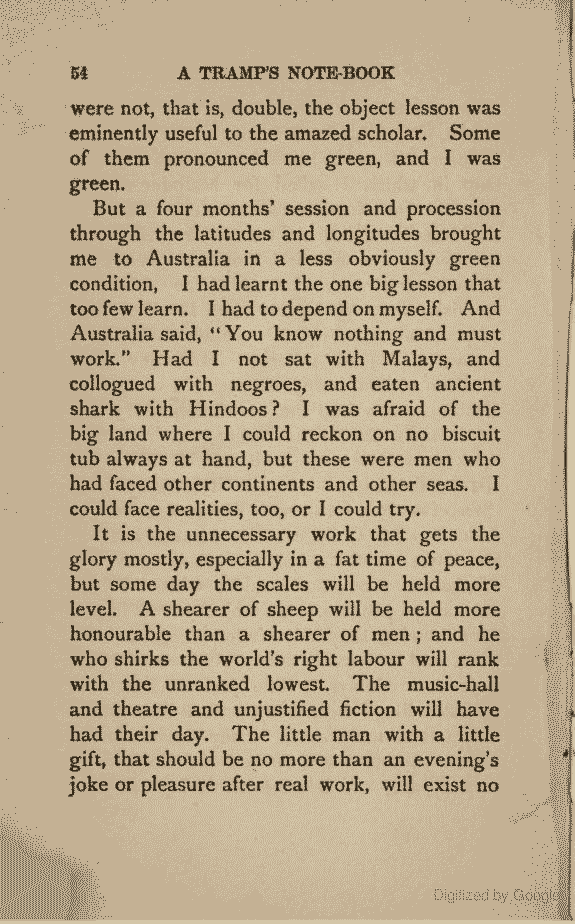 54 A TRAMP'S NOTE-BOOK
were not, that is, double, the object lesson was
eminently useful to the amazed scholar. Some
of them pronounced me green, and I was
green.
But a four months' session and procession
through the latitudes and longitudes brought
me to Australia in a less obviously green
condition, I had learnt the one big lesson that
too few learn. I had to depend on myself. And
Australia said, "You know nothing and must
work." Had I not sat with Malays, and
collogued with negroes, and eaten ancient
shark with Hindoos? I was afraid of the
big land where I could reckon on no biscuit
tub always at hand, but these were men who
had faced other continents and other seas. I
could face realities, too, or I could try.
It is the unnecessary work that gets the
glory mostly, especially in a fat time of peace,
but some day the scales will be held more
level. A shearer of sheep will be held more
honourable than a shearer of men; and he
who shirks the world's right labour will rank
with the unranked lowest. The music-hall
and theatre and unjustified fiction will have
had their day. The little man with a little
gift, that should be no more than an evening's
joke or pleasure after real work, will exist no
Digitized by Google